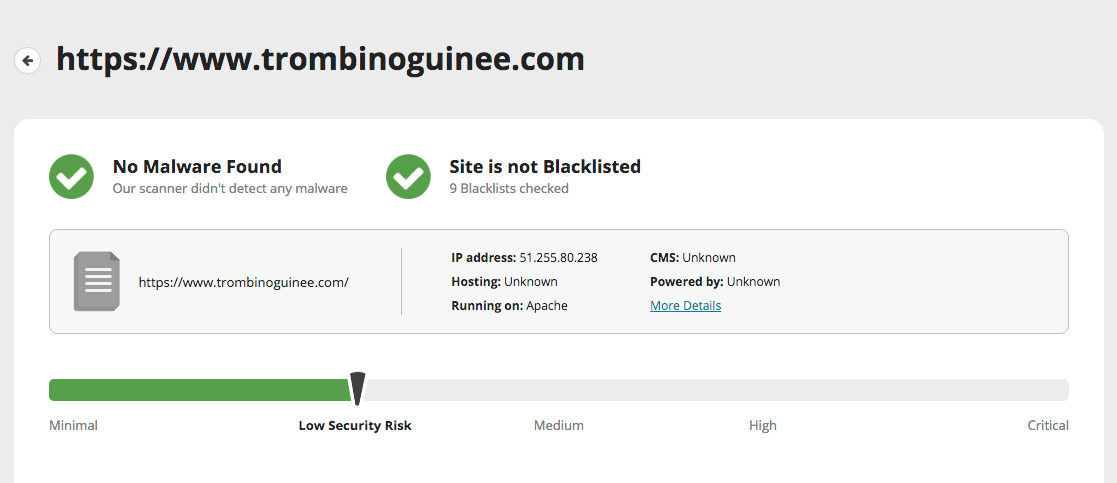 https://www.trombinoguinee.com
No Malware Found
Our scanner didn't detect any malware
Site is not Blacklisted
9 Blacklists checked
https://www.trombinoguinee.com/
IP address: 51.255.80.238
Hosting: Unknown
Running on: Apache
CMS: Unknown
Powered by: Unknown
More Details
Minimal
Low Security Risk
Medium
High
Critical